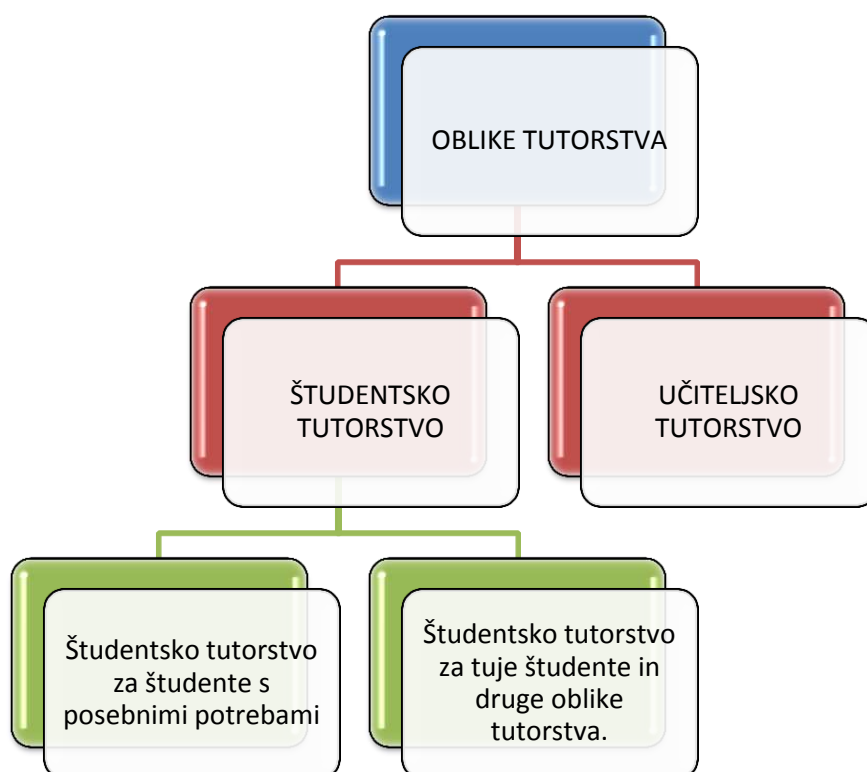 OBLIKE TUTORSTVA
ŠTUDENTSKO
TUTORSTVO
UČITELJSKO
TUTORSTVO
Študentsko tutorstvo
za študente s
posebnimi potrebami
Študentsko tutorstvo
za tuje študente in
druge oblike
tutorstva.